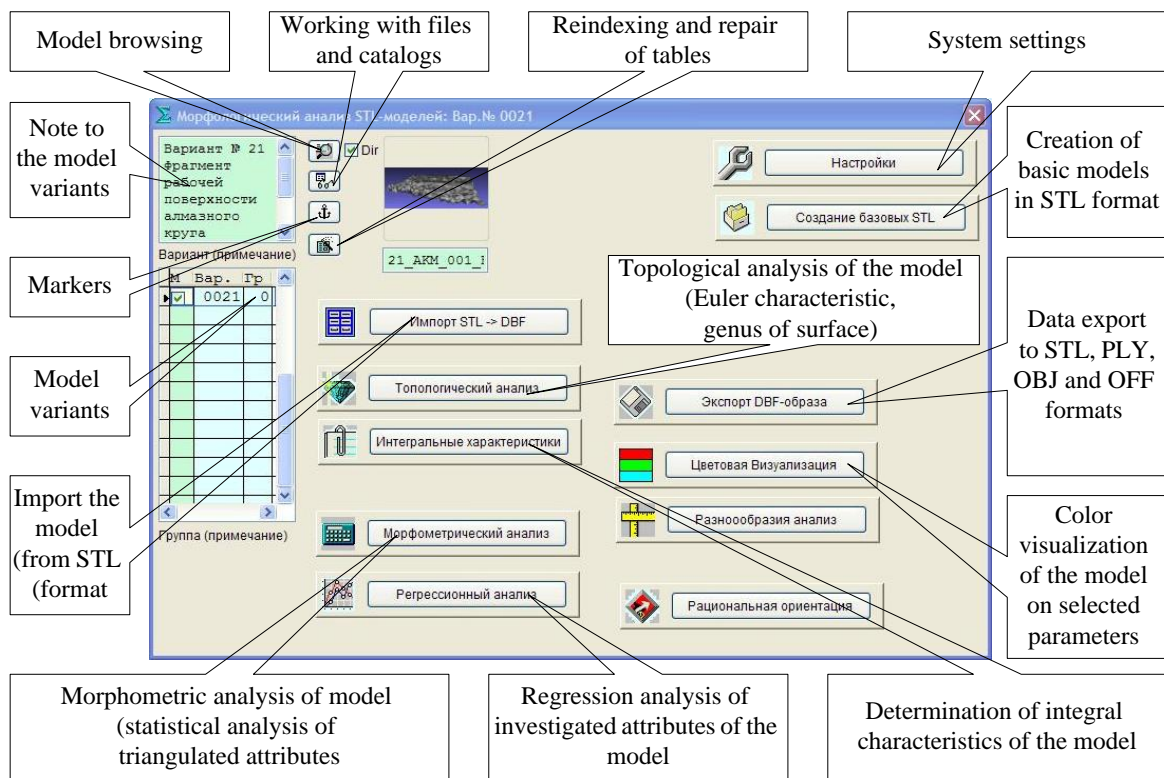 Model browsing
Working with files
and catalogs
Reindexing and repair
of tables
System settings
Note to
the model
variants
Морфологический анализ STL-моделей: Вар.№ 0021
Вариант № 21
фрагмент
рабочей
поверхности
алмазного
круга
Dir
Настройки
Создание базовых STL
Creation of
basic models
in STL format
Вариант (примечание)
21_АКМ_001_
Markers
М Вар. Гр
0021 0
Topological analysis of the model
(Euler characteristic,
genus of surface)
Импорт STL -> DBF
Model
variants
Топологический анализ
Экспорт DBF-образа
Data export
to STL, PLY,
OBJ and OFF
formats
Интегральные характеристики
Цветовая Визуализация
Import the
model
(from STL
(format
Группа (примечание)
Морфометрический анализ
Разноообразия анализ
Color
visualization
of the model
on selected
parameters
Регрессионный анализ
Рациональная ориентация
Morphometric analysis of model
(statistical analysis of
triangulated attributes
Regression analysis of
investigated attributes of the
model
Determination of integral
characteristics of the model